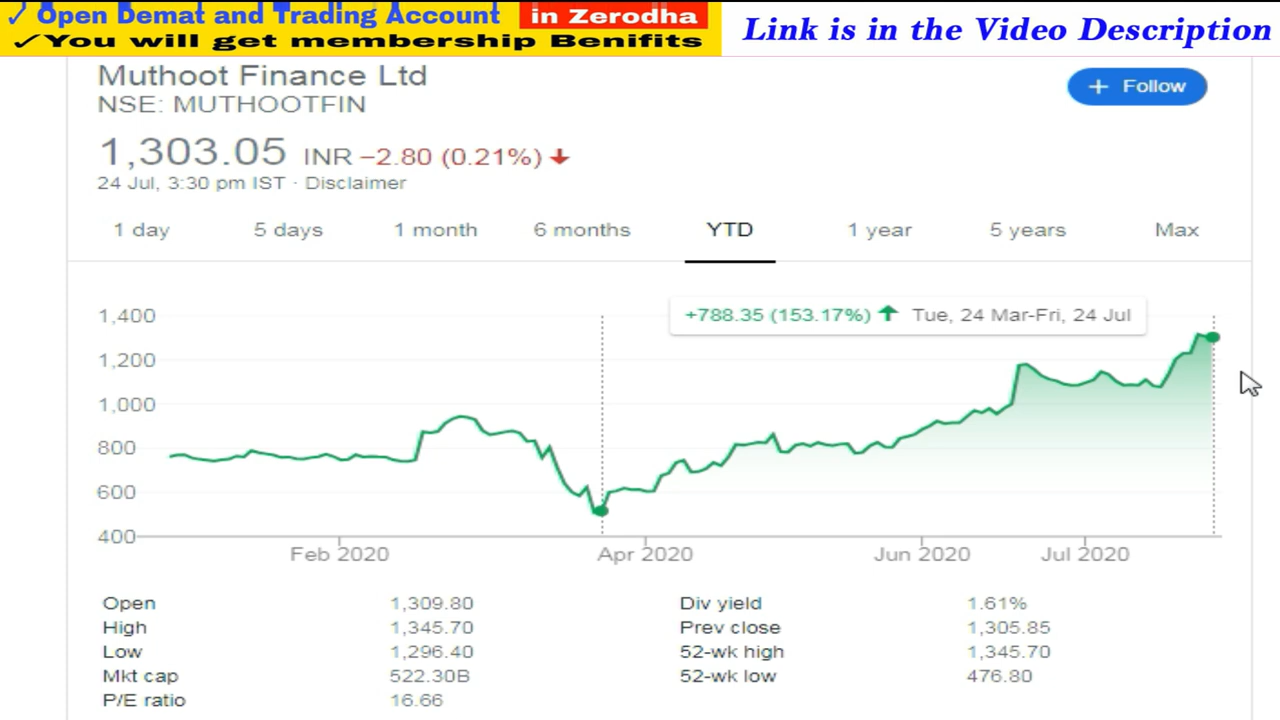 ✓ Open Demat and Trading Account in Zerodha
✓You will get membership Benifits
Link is in the Video Description
Muthoot Finance Ltd
NSE: MUTHOOTFIN
+ Follow
1,303.05 INR −2.80 (0.21%)
24 Jul, 3:30 pm IST · Disclaimer
1 day 5 days 1 month 6 months YTD 1 year 5 years Max
+788.35 (153.17%) Tue, 24 Mar-Fri, 24 Jul
1,400
1,200
1,000
800
600
400
Feb 2020 Apr 2020 Jun 2020 Jul 2020
Open 1,309.80 Div yield 1.61%
High 1,345.70 Prev close 1,305.85
Low 1,296.40 52-wk high 1,345.70
Mkt cap 522.30B 52-wk low 476.80
P/E ratio 16.66